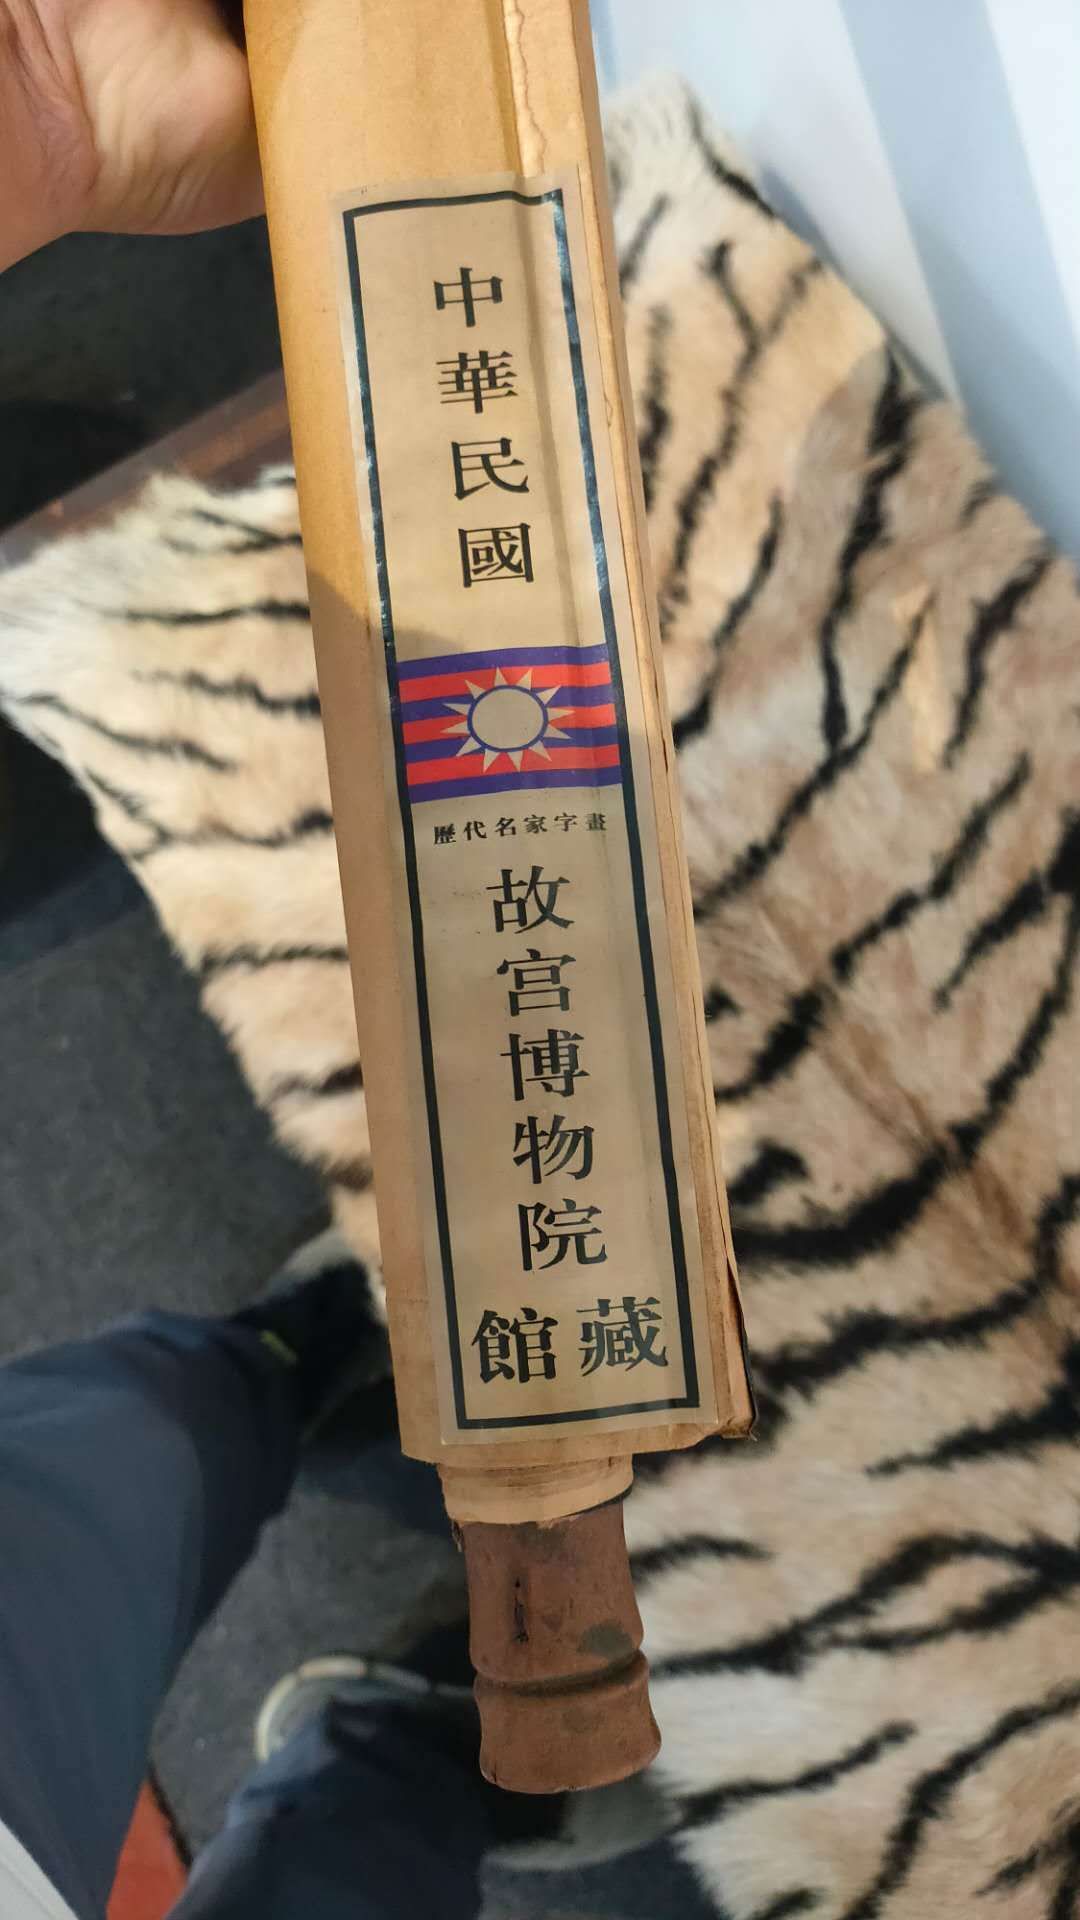 中華民國
歷代名家字畫
故宮博物院
館藏